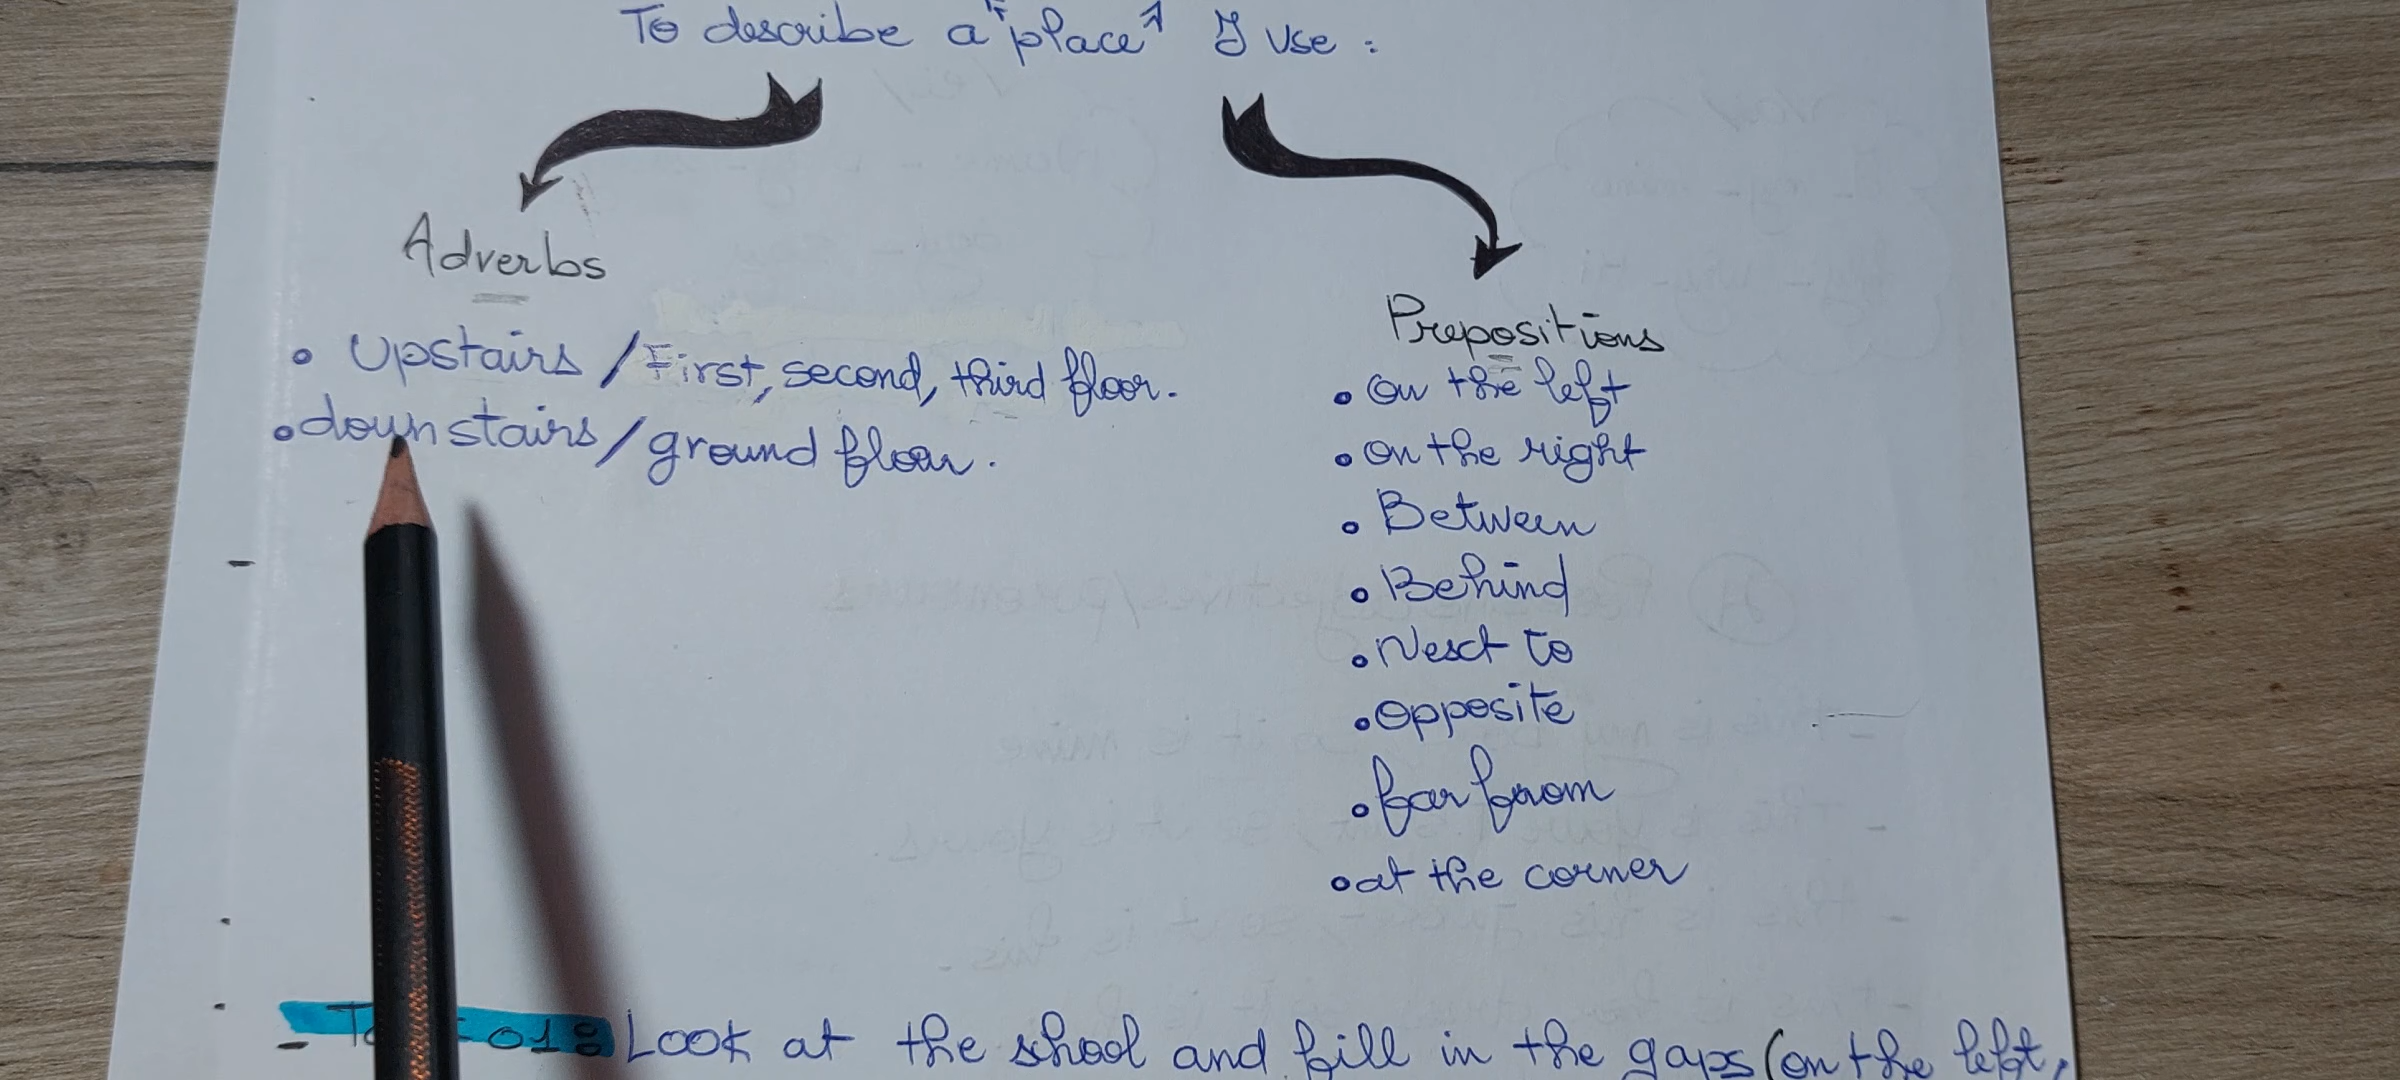 To describe a "place" I use :
Adverbs
• Upstairs / First, second, third floor.
• downstairs / ground floor.
Prepositions
• On the left
• On the right
• Between
• Behind
• Next to
• Opposite
• far from
• at the corner
- 01: Look at the shool and fill in the gaps (on the left,